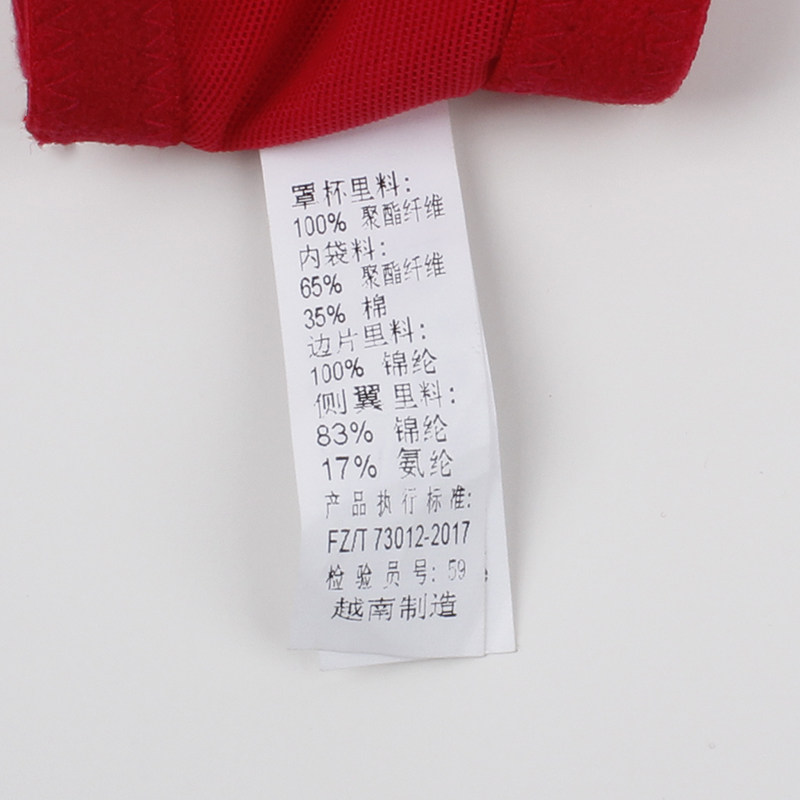 罩杯里料:
100% 聚酯纤维
内袋料:
65% 聚酯纤维
35% 棉
边片里料:
100% 锦纶
侧翼里料:
83% 锦纶
17% 氨纶
产品执行标准:
FZ/T 73012-2017
检验员号: 59
越南制造